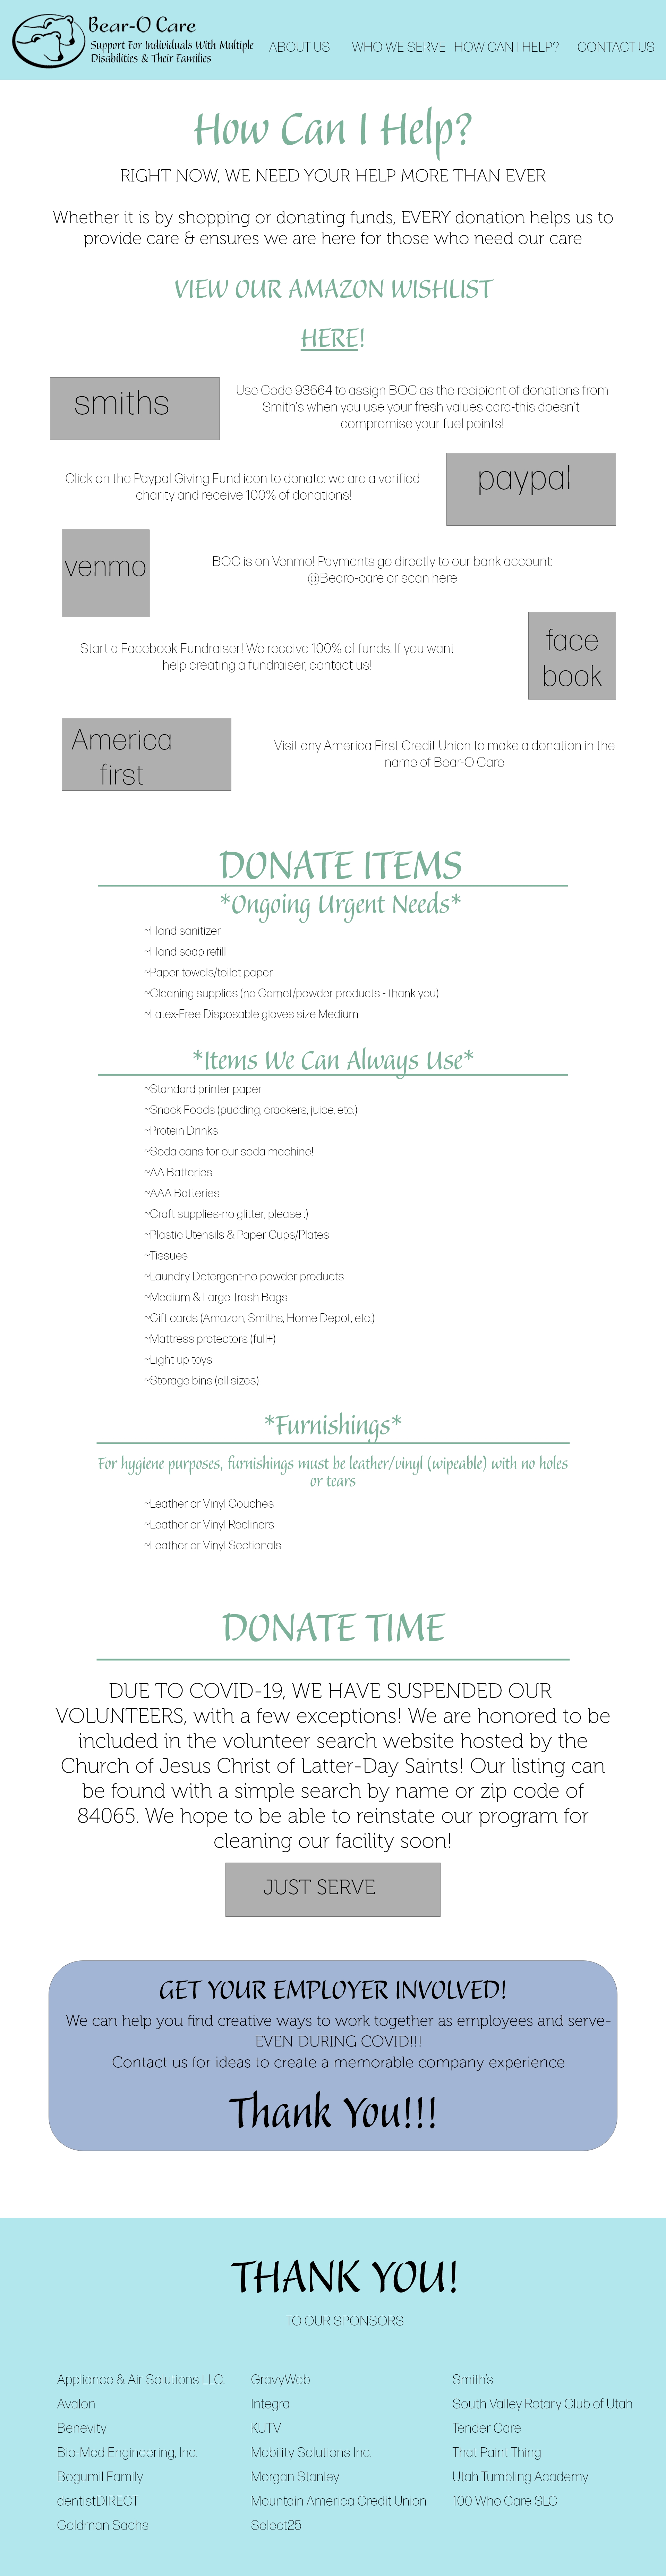 Bear-O Care
Support For Individuals With Multiple
Disabilities & Their Families
ABOUT US
WHO WE SERVE
HOW CAN I HELP?
CONTACT US
How Can I Help?
RIGHT NOW, WE NEED YOUR HELP MORE THAN EVER
Whether it is by shopping or donating funds, EVERY donation helps us to
provide care & ensures we are here for those who need our care
VIEW OUR AMAZON WISHLIST
HERE!
smiths
Use Code 93664 to assign BOC as the recipient of donations from
Smith's when you use your fresh values card-this doesn't
compromise your fuel points!
Click on the Paypal Giving Fund icon to donate: we are a verified
charity and receive 100% of donations!
paypal
venmo
BOC is on Venmo! Payments go directly to our bank account:
@Bearo-care or scan here
Start a Facebook Fundraiser! We receive 100% of funds. If you want
help creating a fundraiser, contact us!
face
book
America
first
Visit any America First Credit Union to make a donation in the
name of Bear-O Care
DONATE ITEMS
*Ongoing Urgent Needs*
~Hand sanitizer
~Hand soap refill
~Paper towels/toilet paper
~Cleaning supplies (no Comet/powder products - thank you)
~Latex-Free Disposable gloves size Medium
*Items We Can Always Use*
~Standard printer paper
~Snack Foods (pudding, crackers, juice, etc.)
~Protein Drinks
~Soda cans for our soda machine!
~AA Batteries
~AAA Batteries
~Craft supplies-no glitter, please :)
~Plastic Utensils & Paper Cups/Plates
~Tissues
~Laundry Detergent-no powder products
~Medium & Large Trash Bags
~Gift cards (Amazon, Smiths, Home Depot, etc.)
~Mattress protectors (full+)
~Light-up toys
~Storage bins (all sizes)
*Furnishings*
For hygiene purposes, furnishings must be leather/vinyl (wipeable) with no holes
or tears
~Leather or Vinyl Couches
~Leather or Vinyl Recliners
~Leather or Vinyl Sectionals
DONATE TIME
DUE TO COVID-19, WE HAVE SUSPENDED OUR
VOLUNTEERS, with a few exceptions! We are honored to be
included in the volunteer search website hosted by the
Church of Jesus Christ of Latter-Day Saints! Our listing can
be found with a simple search by name or zip code of
84065. We hope to be able to reinstate our program for
cleaning our facility soon!
JUST SERVE
GET YOUR EMPLOYER INVOLVED!
We can help you find creative ways to work together as employees and serve-
EVEN DURING COVID!!!
Contact us for ideas to create a memorable company experience
Thank You!!!
THANK YOU!
TO OUR SPONSORS
Appliance & Air Solutions LLC.
Avalon
Benevity
Bio-Med Engineering, Inc.
Bogumil Family
dentistDIRECT
Goldman Sachs
GravyWeb
Integra
KUTV
Mobility Solutions Inc.
Morgan Stanley
Mountain America Credit Union
Select25
Smith's
South Valley Rotary Club of Utah
Tender Care
That Paint Thing
Utah Tumbling Academy
100 Who Care SLC